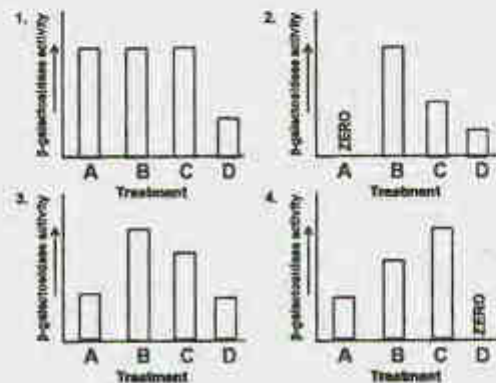 1.
β-galactosidase activity
A B C D
Treatment
2.
β-galactosidase activity
ZERO
A B C D
Treatment
3.
β-galactosidase activity
A B C D
Treatment
4.
β-galactosidase activity
ZERO
A B C D
Treatment